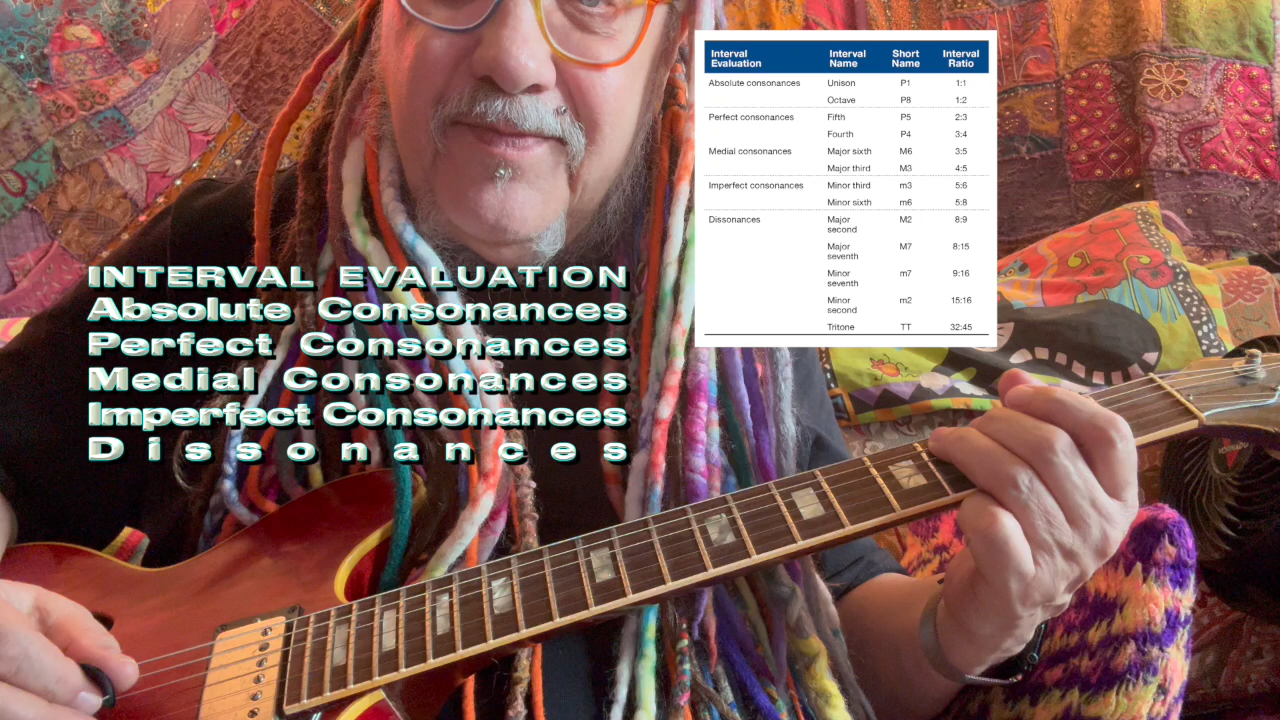 INTERVAL EVALUATION
Absolute Consonances
Perfect Consonances
Medial Consonances
Imperfect Consonances
Dissonances
Interval Evaluation Interval Name Short Name Interval Ratio
Absolute consonances Unison P1 1:1
Octave P8 1:2
Perfect consonances Fifth P5 2:3
Fourth P4 3:4
Medial consonances Major sixth M6 3:5
Major third M3 4:5
Imperfect consonances Minor third m3 5:6
Minor sixth m6 5:8
Dissonances Major second M2 8:9
Major seventh M7 8:15
Minor seventh m7 9:16
Minor second m2 15:16
Tritone TT 32:45